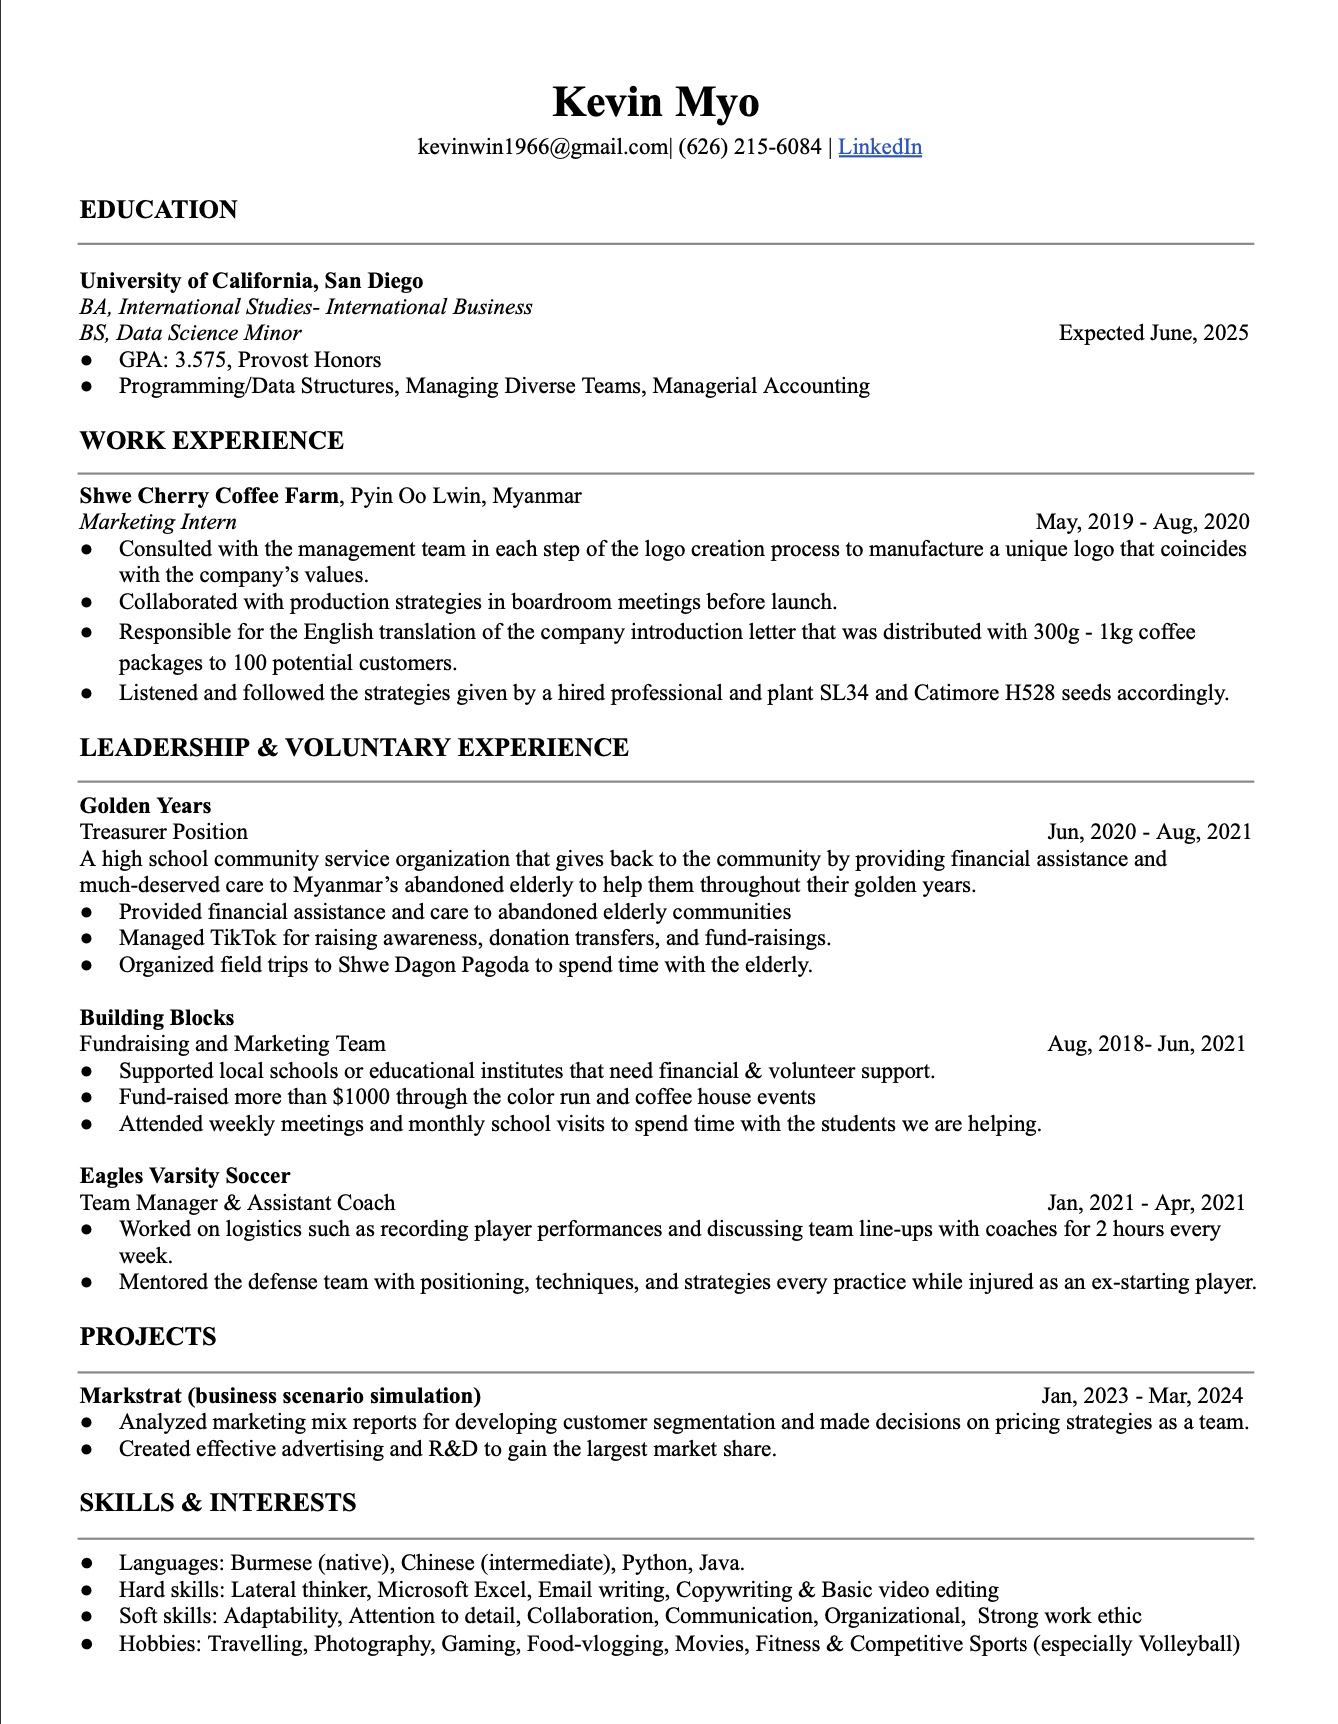 Kevin Myo
kevinwin1966@gmail.com| (626) 215-6084 | LinkedIn
EDUCATION
University of California, San Diego
BA, International Studies- International Business
BS, Data Science Minor Expected June, 2025
● GPA: 3.575, Provost Honors
● Programming/Data Structures, Managing Diverse Teams, Managerial Accounting
WORK EXPERIENCE
Shwe Cherry Coffee Farm, Pyin Oo Lwin, Myanmar
Marketing Intern May, 2019 - Aug, 2020
● Consulted with the management team in each step of the logo creation process to manufacture a unique logo that coincides
with the company’s values.
● Collaborated with production strategies in boardroom meetings before launch.
● Responsible for the English translation of the company introduction letter that was distributed with 300g - 1kg coffee
packages to 100 potential customers.
● Listened and followed the strategies given by a hired professional and plant SL34 and Catimore H528 seeds accordingly.
LEADERSHIP & VOLUNTARY EXPERIENCE
Golden Years
Treasurer Position Jun, 2020 - Aug, 2021
A high school community service organization that gives back to the community by providing financial assistance and
much-deserved care to Myanmar’s abandoned elderly to help them throughout their golden years.
● Provided financial assistance and care to abandoned elderly communities
● Managed TikTok for raising awareness, donation transfers, and fund-raisings.
● Organized field trips to Shwe Dagon Pagoda to spend time with the elderly.
Building Blocks
Fundraising and Marketing Team Aug, 2018- Jun, 2021
● Supported local schools or educational institutes that need financial & volunteer support.
● Fund-raised more than $1000 through the color run and coffee house events
● Attended weekly meetings and monthly school visits to spend time with the students we are helping.
Eagles Varsity Soccer
Team Manager & Assistant Coach Jan, 2021 - Apr, 2021
● Worked on logistics such as recording player performances and discussing team line-ups with coaches for 2 hours every
week.
● Mentored the defense team with positioning, techniques, and strategies every practice while injured as an ex-starting player.
PROJECTS
Markstrat (business scenario simulation) Jan, 2023 - Mar, 2024
● Analyzed marketing mix reports for developing customer segmentation and made decisions on pricing strategies as a team.
● Created effective advertising and R&D to gain the largest market share.
SKILLS & INTERESTS
● Languages: Burmese (native), Chinese (intermediate), Python, Java.
● Hard skills: Lateral thinker, Microsoft Excel, Email writing, Copywriting & Basic video editing
● Soft skills: Adaptability, Attention to detail, Collaboration, Communication, Organizational,  Strong work ethic
● Hobbies: Travelling, Photography, Gaming, Food-vlogging, Movies, Fitness & Competitive Sports (especially Volleyball)